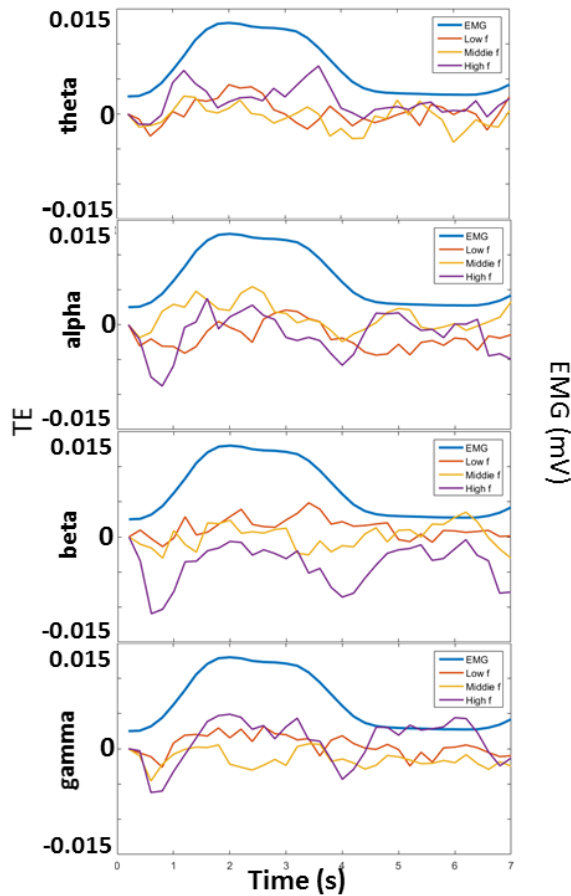 0.015
EMG
Low f
Middle f
High f
theta
0
-0.015
0.015
EMG
Low f
Middle f
High f
alpha
0
-0.015
TE
EMG (mV)
0.015
EMG
Low f
Middle f
High f
beta
0
-0.015
0.015
EMG
Low f
Middle f
High f
gamma
0
-0.015
0 1 2 3 4 5 6 7
Time (s)